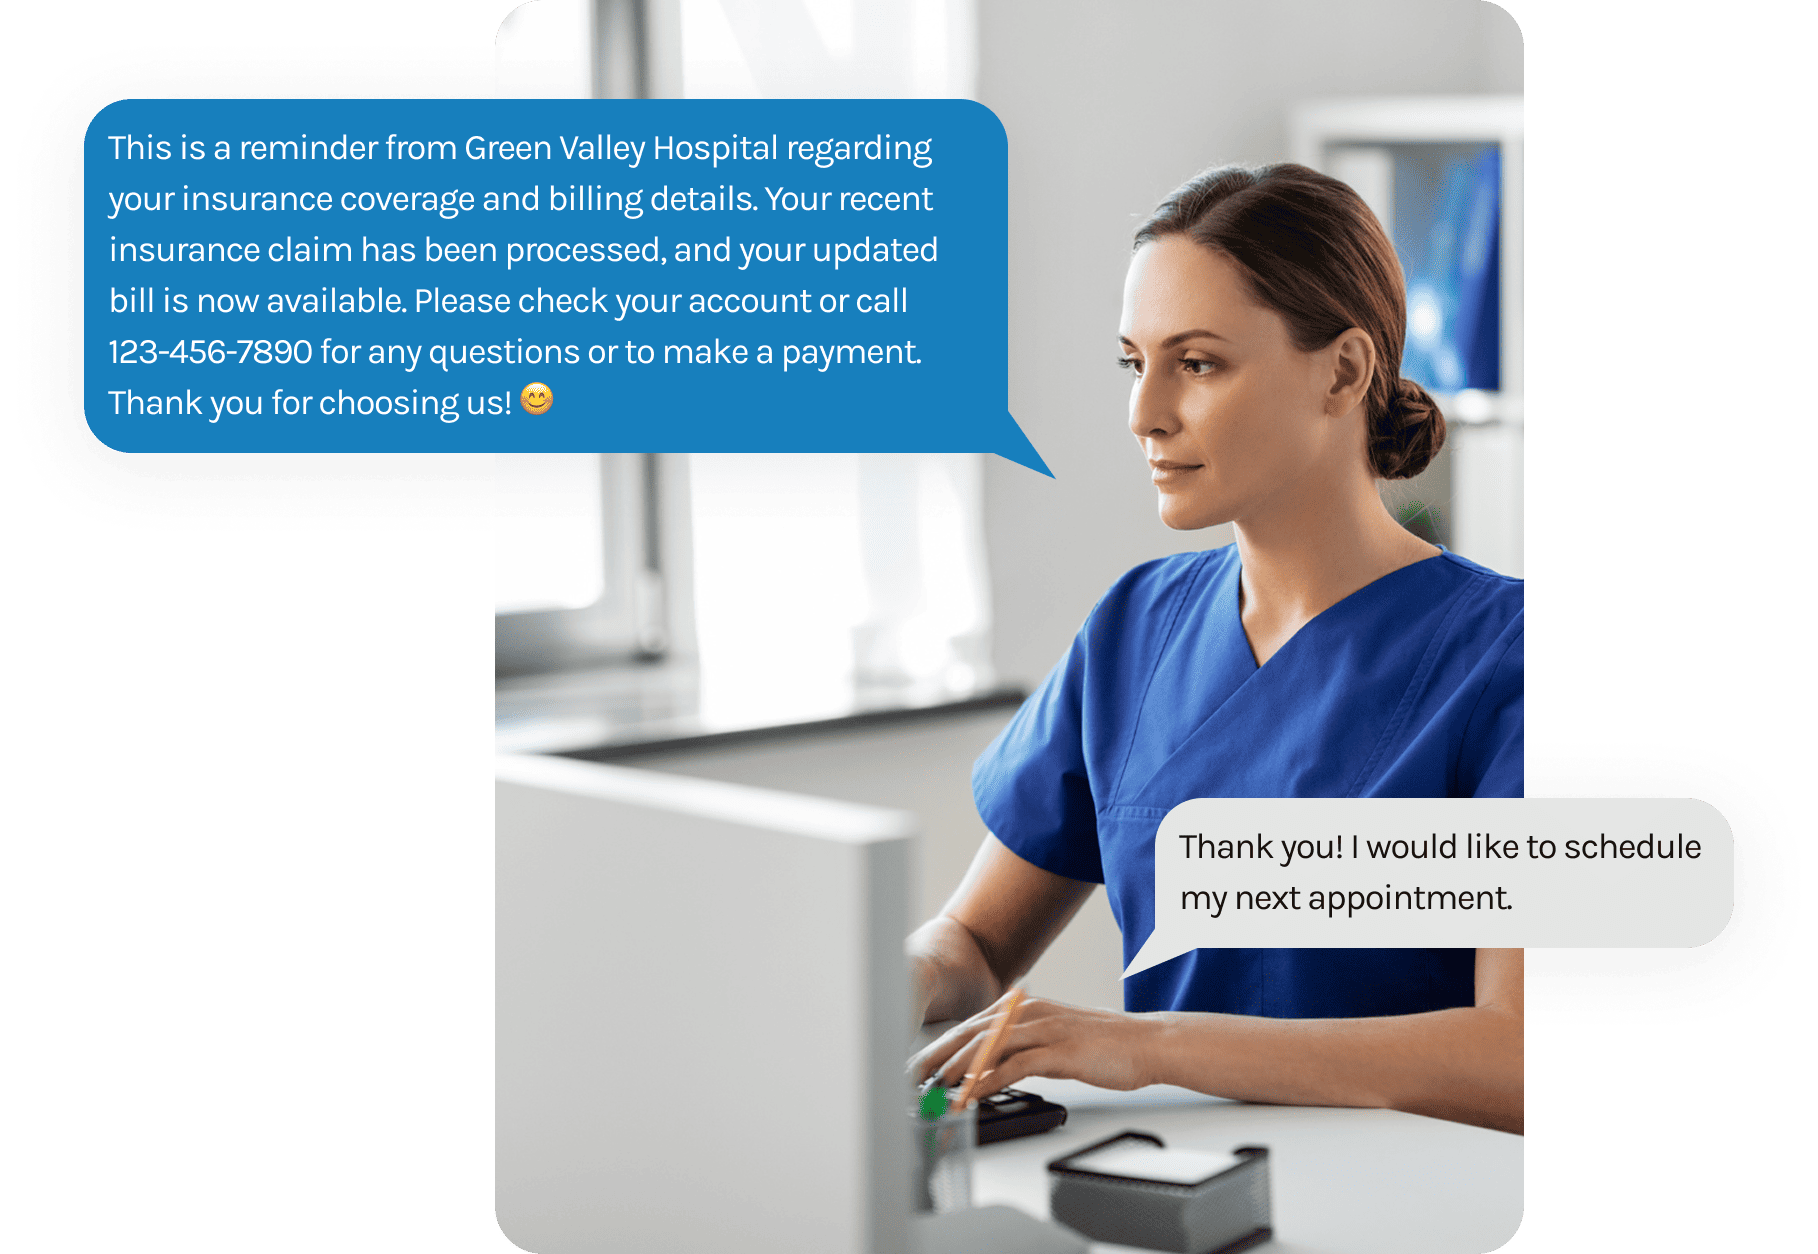 This is a reminder from Green Valley Hospital regarding
your insurance coverage and billing details. Your recent
insurance claim has been processed, and your updated
bill is now available. Please check your account or call
123-456-7890 for any questions or to make a payment.
Thank you for choosing us! 😊
Thank you! I would like to schedule
my next appointment.